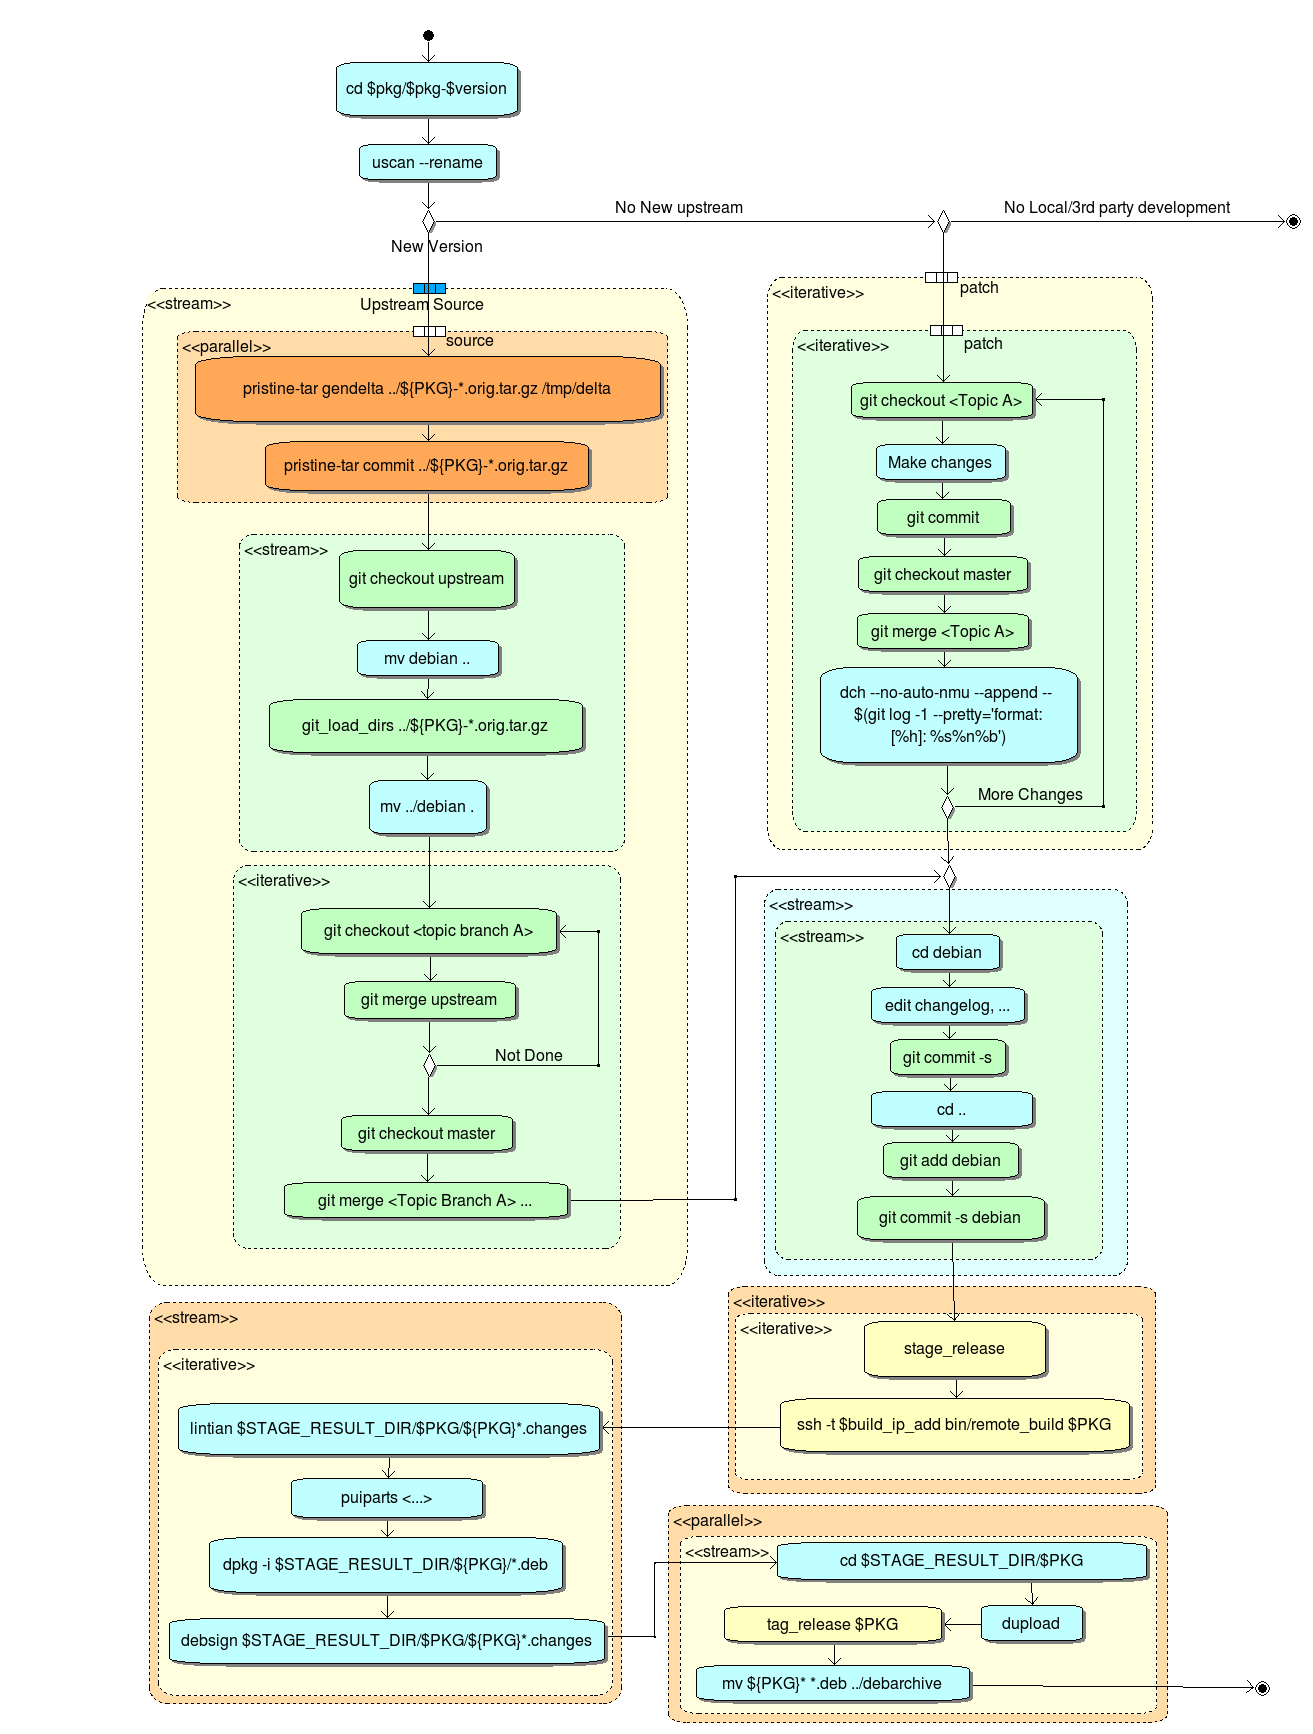 cd $pkg/$pkg-$version
uscan --rename
No New upstream
No Local/3rd party development
New Version
<<stream>>
Upstream Source
<<parallel>>
source
pristine-tar gendelta ../${PKG}-*.orig.tar.gz /tmp/delta
pristine-tar commit ../${PKG}-*.orig.tar.gz
<<stream>>
git checkout upstream
mv debian ..
git_load_dirs ../${PKG}-*.orig.tar.gz
mv ../debian .
<<iterative>>
git checkout <topic branch A>
git merge upstream
Not Done
git checkout master
git merge <Topic Branch A> ...
<<iterative>>
patch
<<iterative>>
patch
git checkout <Topic A>
Make changes
git commit
git checkout master
git merge <Topic A>
dch --no-auto-nmu --append --
$(git log -1 --pretty='format:
[%h]: %s%n%b')
More Changes
<<stream>>
<<stream>>
cd debian
edit changelog, ...
git commit -s
cd ..
git add debian
git commit -s debian
<<iterative>>
<<iterative>>
stage_release
ssh -t $build_ip_add bin/remote_build $PKG
<<stream>>
<<iterative>>
lintian $STAGE_RESULT_DIR/$PKG/${PKG}*.changes
puiparts <...>
dpkg -i $STAGE_RESULT_DIR/${PKG}/*.deb
debsign $STAGE_RESULT_DIR/$PKG/${PKG}*.changes
<<parallel>>
<<stream>>
cd $STAGE_RESULT_DIR/$PKG
dupload
tag_release $PKG
mv ${PKG}* *.deb ../debarchive